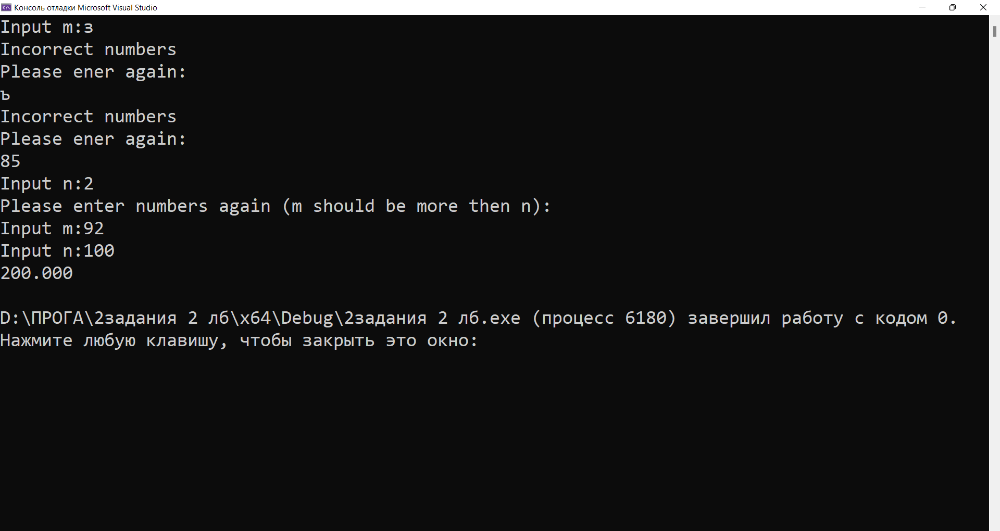 Консоль отладки Microsoft Visual Studio
Input m:з
Incorrect numbers
Please ener again:
ъ
Incorrect numbers
Please ener again:
85
Input n:2
Please enter numbers again (m should be more then n):
Input m:92
Input n:100
200.000
D:\ПРОГА\2задания 2 лб\x64\Debug\2задания 2 лб.exe (процесс 6180) завершил работу с кодом 0.
Нажмите любую клавишу, чтобы закрыть это окно: